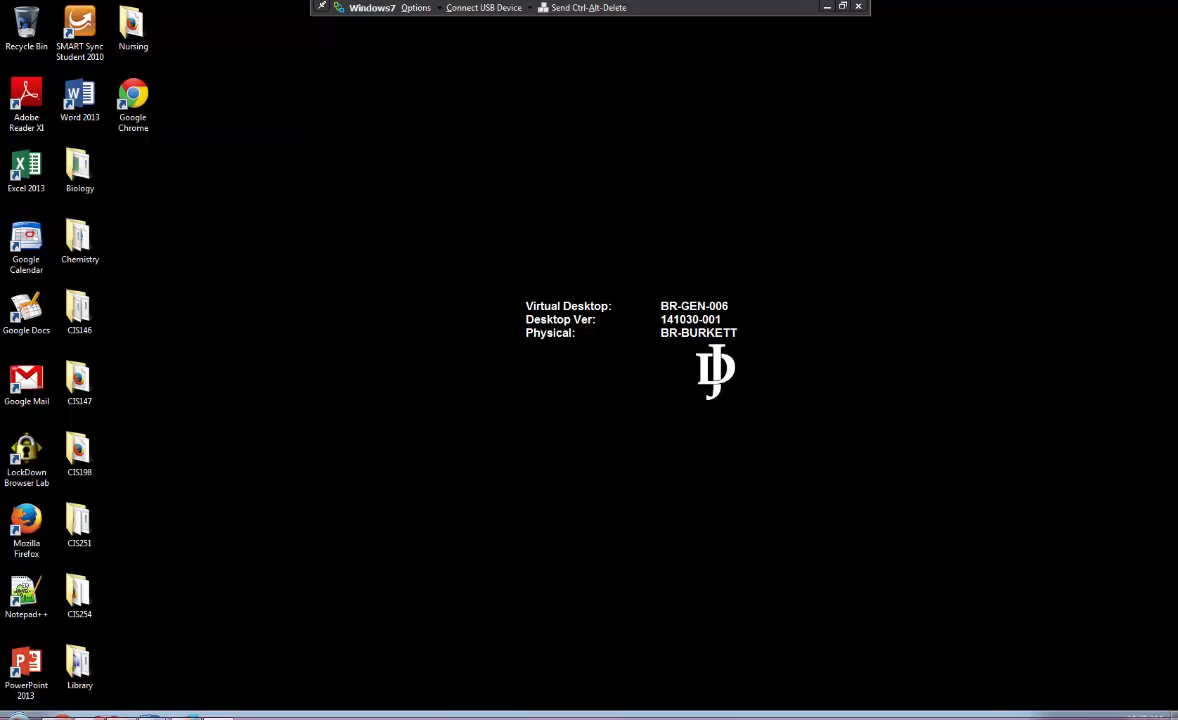 Windows7 Options Connect USB Device Send Ctrl-Alt-Delete
Recycle Bin
SMART Sync
Student 2010
Nursing
Adobe
Reader XI
Word 2013
Google
Chrome
Excel 2013
Biology
Google
Calendar
Chemistry
Google Docs
CIS146
Google Mail
CIS147
LockDown
Browser Lab
CIS198
Mozilla
Firefox
CIS251
Notepad++
CIS254
PowerPoint
2013
Library
Virtual Desktop: BR-GEN-006
Desktop Ver: 141030-001
Physical: BR-BURKETT